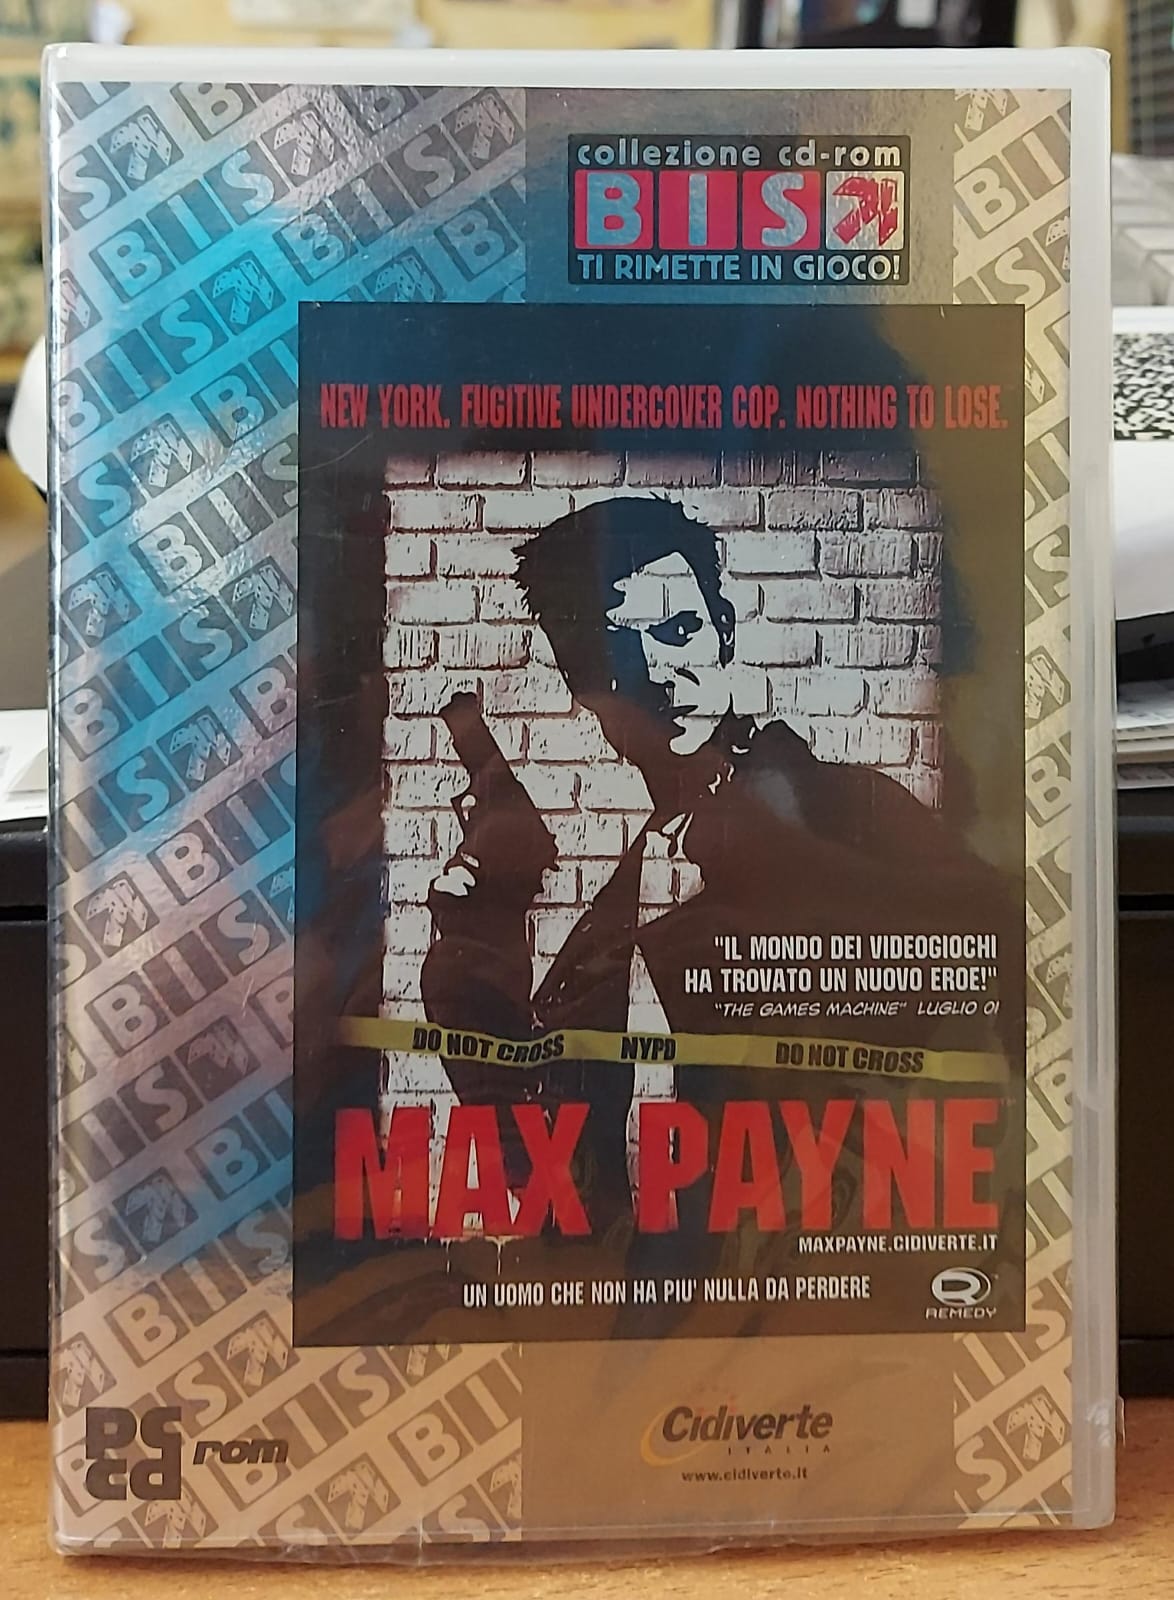 collezione cd-rom
BIS
TI RIMETTE IN GIOCO!
NEW YORK. FUGITIVE UNDERCOVER COP. NOTHING TO LOSE.
"IL MONDO DEI VIDEOGIOCHI
HA TROVATO UN NUOVO EROE!"
"THE GAMES MACHINE" LUGLIO 01
DO NOT CROSS NYPD DO NOT CROSS
MAX PAYNE
MAXPAYNE.CIDIVERTE.IT
UN UOMO CHE NON HA PIU' NULLA DA PERDERE
REMEDY
PC cd rom
Cidiverte
ITALIA
www.cidiverte.it